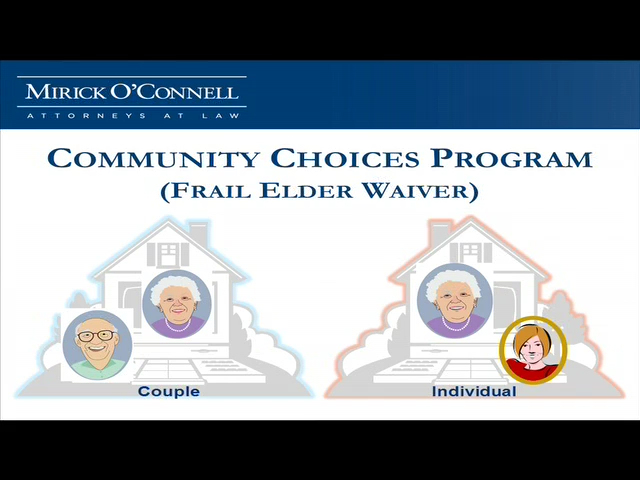 MIRICK O'CONNELL
ATTORNEYS AT LAW
COMMUNITY CHOICES PROGRAM
(FRAIL ELDER WAIVER)
Couple
Individual